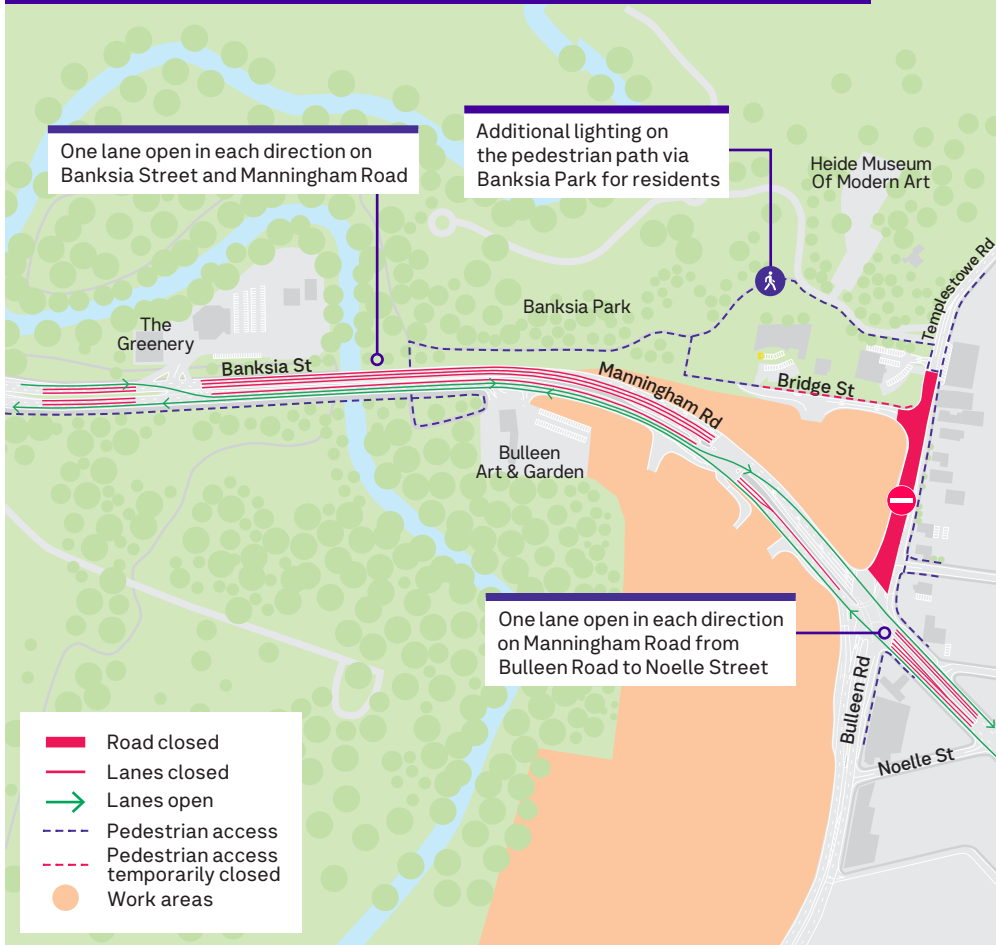 One lane open in each direction on
Banksia Street and Manningham Road
Additional lighting on
the pedestrian path via
Banksia Park for residents
Heide Museum
Of Modern Art
Templestowe Rd
Banksia Park
The
Greenery
Banksia St
Manningham Rd
Bridge St
Bulleen
Art & Garden
One lane open in each direction
on Manningham Road from
Bulleen Road to Noelle Street
Bulleen Rd
Noelle St
Road closed
Lanes closed
Lanes open
Pedestrian access
Pedestrian access
temporarily closed
Work areas